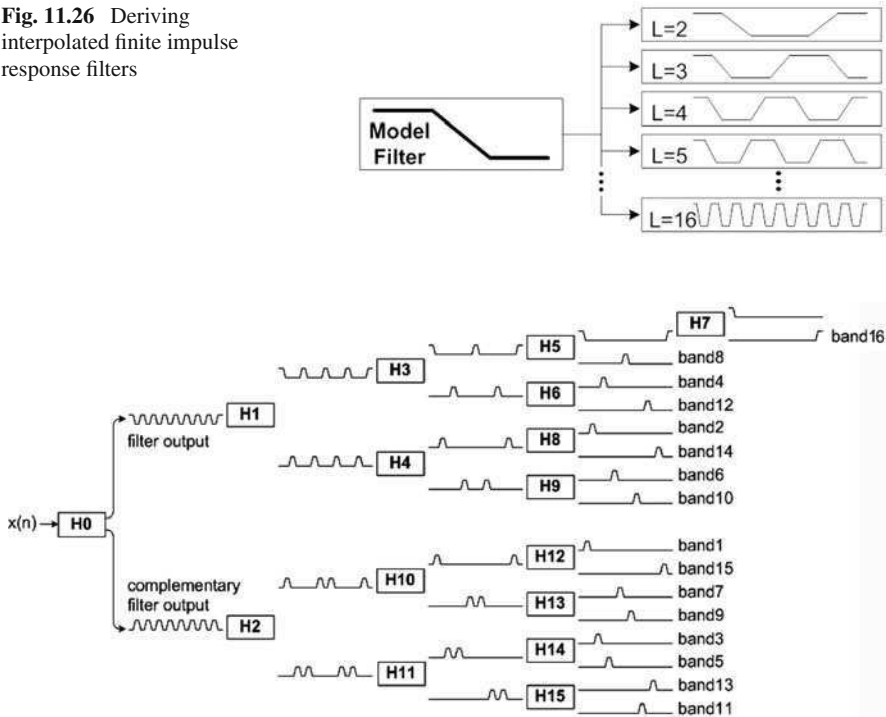 Fig. 11.26 Deriving
interpolated finite impulse
response filters
Model
Filter
L=2
L=3
L=4
L=5
L=16
H7
band16
H5
band8
H3
band4
H6
band12
H1
filter output
band2
H8
band14
H4
band6
H9
band10
x(n)
H0
band1
H12
band15
complementary
filter output
H10
band7
H13
band9
H2
band3
H14
band5
H11
band13
H15
band11